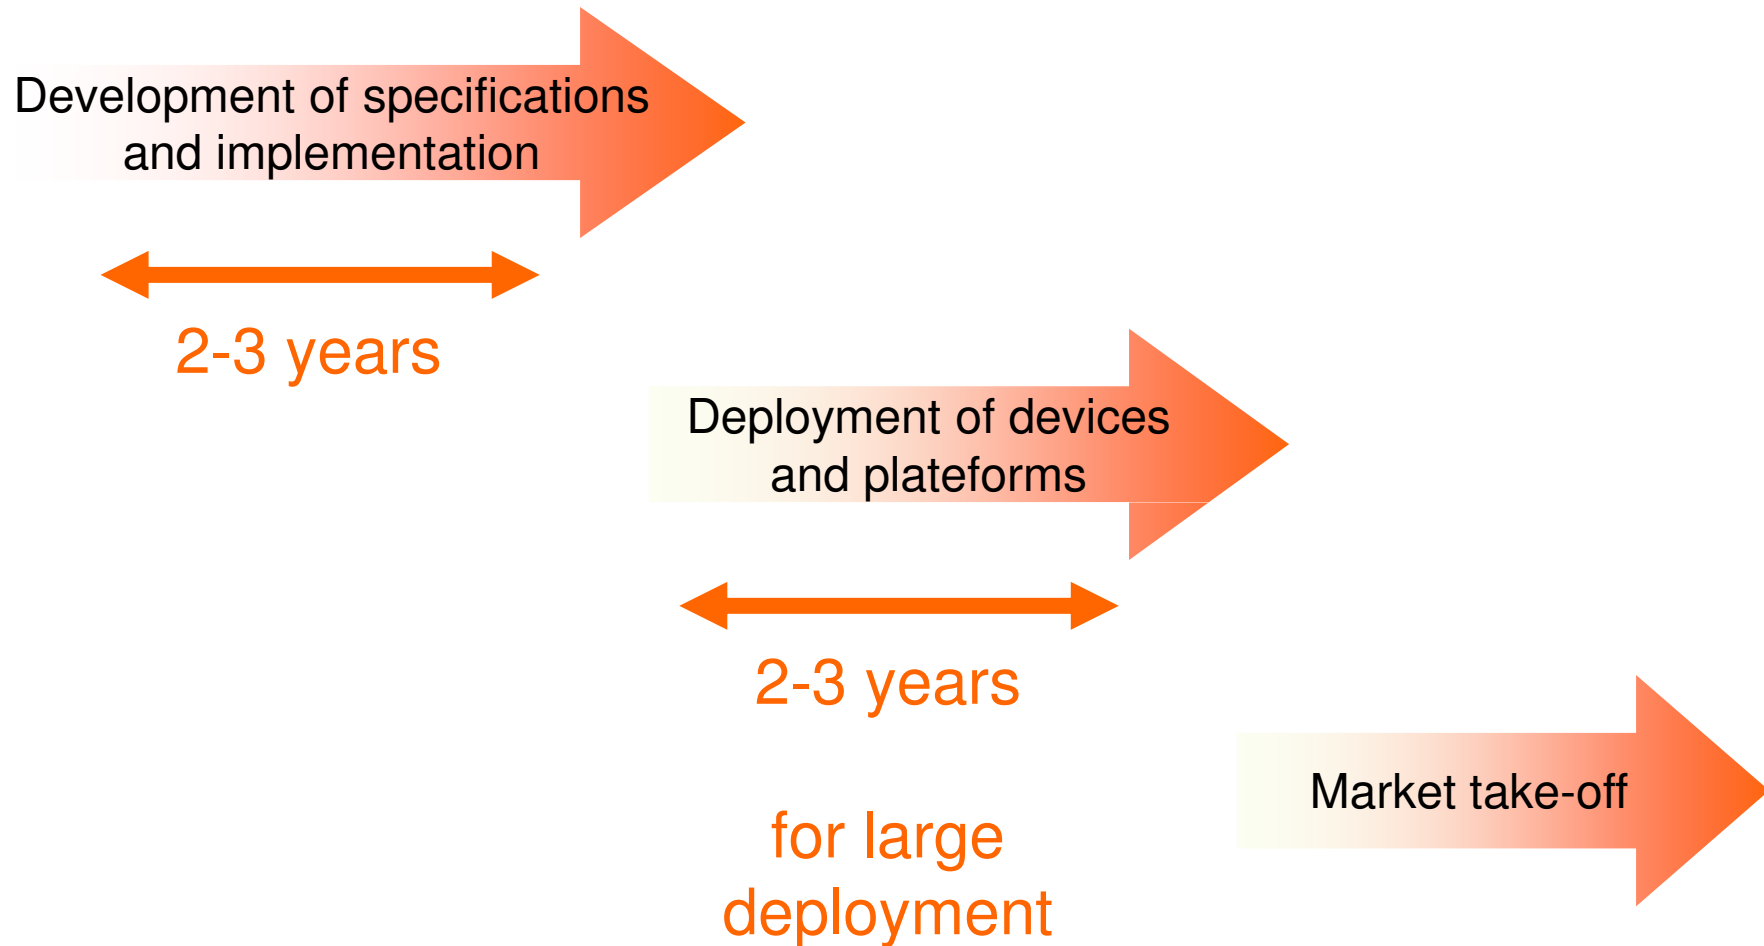 Development of specifications
and implementation
2-3 years
Deployment of devices
and plateforms
2-3 years
for large
deployment
Market take-off